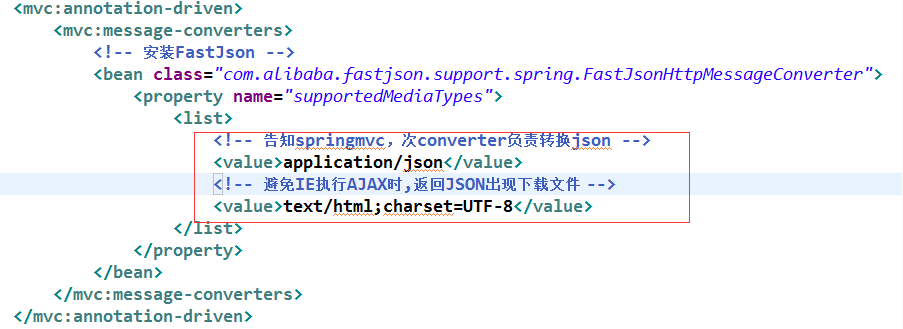 <mvc:annotation-driven>
<mvc:message-converters>
<!-- 安装FastJson -->
<bean class="com.alibaba.fastjson.support.spring.FastJsonHttpMessageConverter">
<property name="supportedMediaTypes">
<list>
<!-- 告知springmvc，次converter负责转换json -->
<value>application/json</value>
<!-- 避免IE执行AJAX时,返回JSON出现下载文件 -->
<value>text/html;charset=UTF-8</value>
</list>
</property>
</bean>
</mvc:message-converters>
</mvc:annotation-driven>